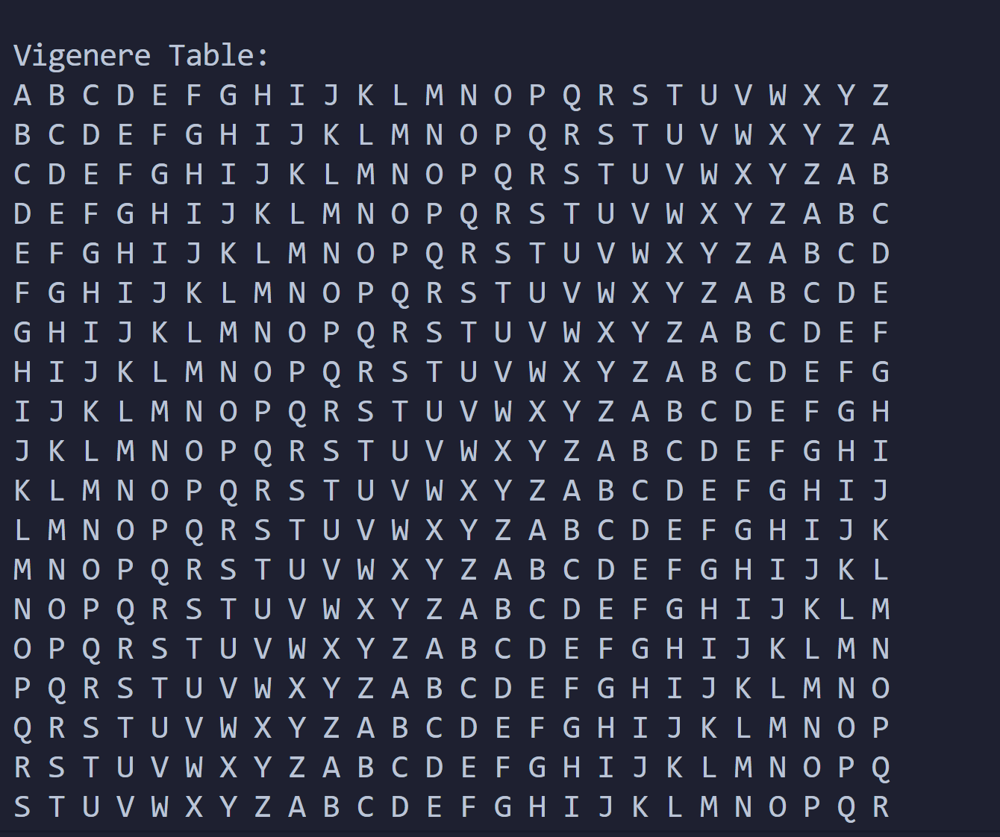 Vigenere Table:
A B C D E F G H I J K L M N O P Q R S T U V W X Y Z
B C D E F G H I J K L M N O P Q R S T U V W X Y Z A
C D E F G H I J K L M N O P Q R S T U V W X Y Z A B
D E F G H I J K L M N O P Q R S T U V W X Y Z A B C
E F G H I J K L M N O P Q R S T U V W X Y Z A B C D
F G H I J K L M N O P Q R S T U V W X Y Z A B C D E
G H I J K L M N O P Q R S T U V W X Y Z A B C D E F
H I J K L M N O P Q R S T U V W X Y Z A B C D E F G
I J K L M N O P Q R S T U V W X Y Z A B C D E F G H
J K L M N O P Q R S T U V W X Y Z A B C D E F G H I
K L M N O P Q R S T U V W X Y Z A B C D E F G H I J
L M N O P Q R S T U V W X Y Z A B C D E F G H I J K
M N O P Q R S T U V W X Y Z A B C D E F G H I J K L
N O P Q R S T U V W X Y Z A B C D E F G H I J K L M
O P Q R S T U V W X Y Z A B C D E F G H I J K L M N
P Q R S T U V W X Y Z A B C D E F G H I J K L M N O
Q R S T U V W X Y Z A B C D E F G H I J K L M N O P
R S T U V W X Y Z A B C D E F G H I J K L M N O P Q
S T U V W X Y Z A B C D E F G H I J K L M N O P Q R